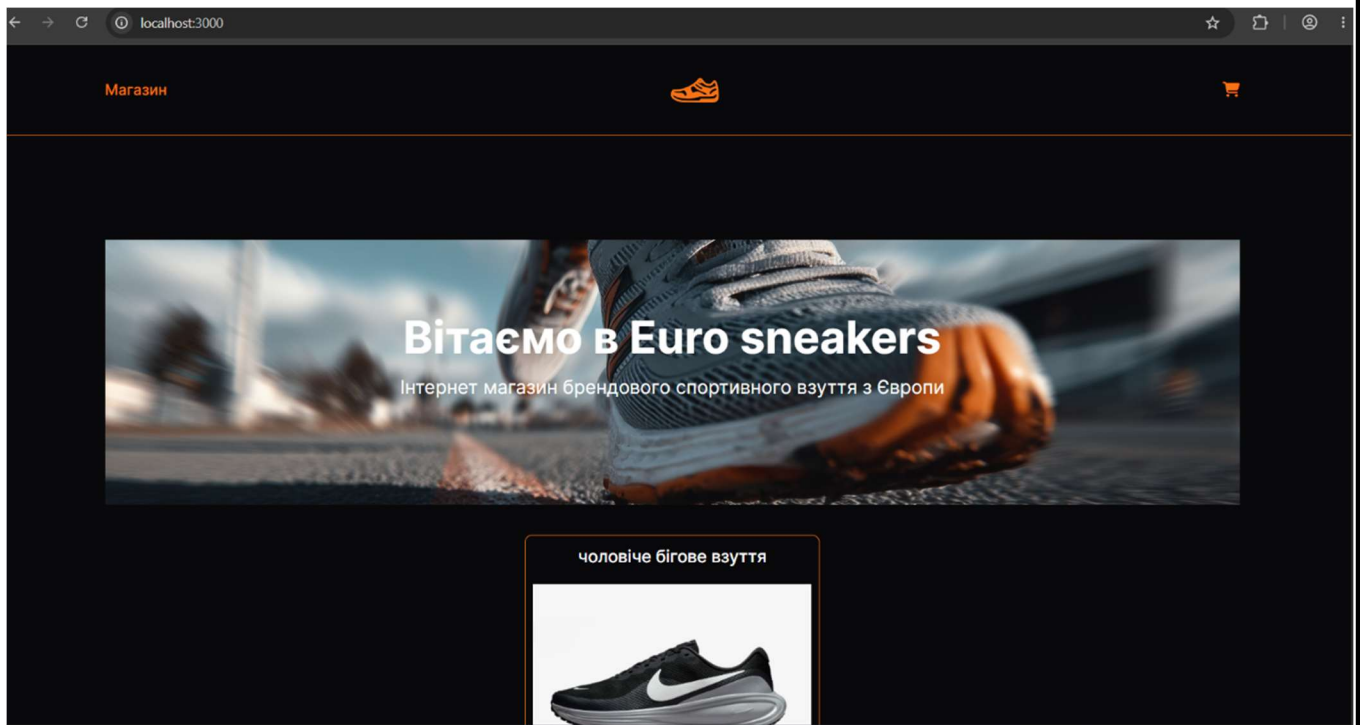 localhost:3000
Магазин
Вітаємо в Euro sneakers
Інтернет магазин брендового спортивного взуття з Європи
чоловіче бігове взуття